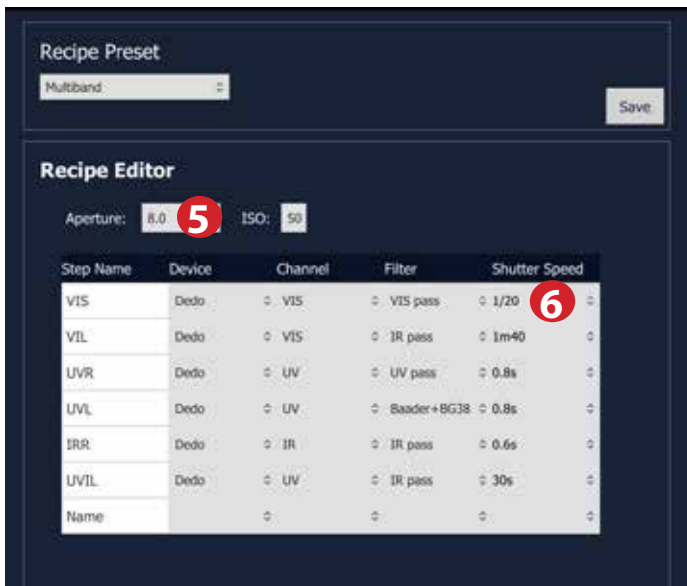 Recipe Preset
Multiband
Save
Recipe Editor
Aperture: 8.0 5 ISO: 50
Step Name Device Channel Filter Shutter Speed
VIS Dedo VIS VIS pass 1/20 6
VIL Dedo VIS IR pass 1m40
UVR Dedo UV UV pass 0.8s
UVL Dedo UV Baader+BG38 0.8s
IRR Dedo IR IR pass 0.6s
UVIL Dedo UV IR pass 30s
Name